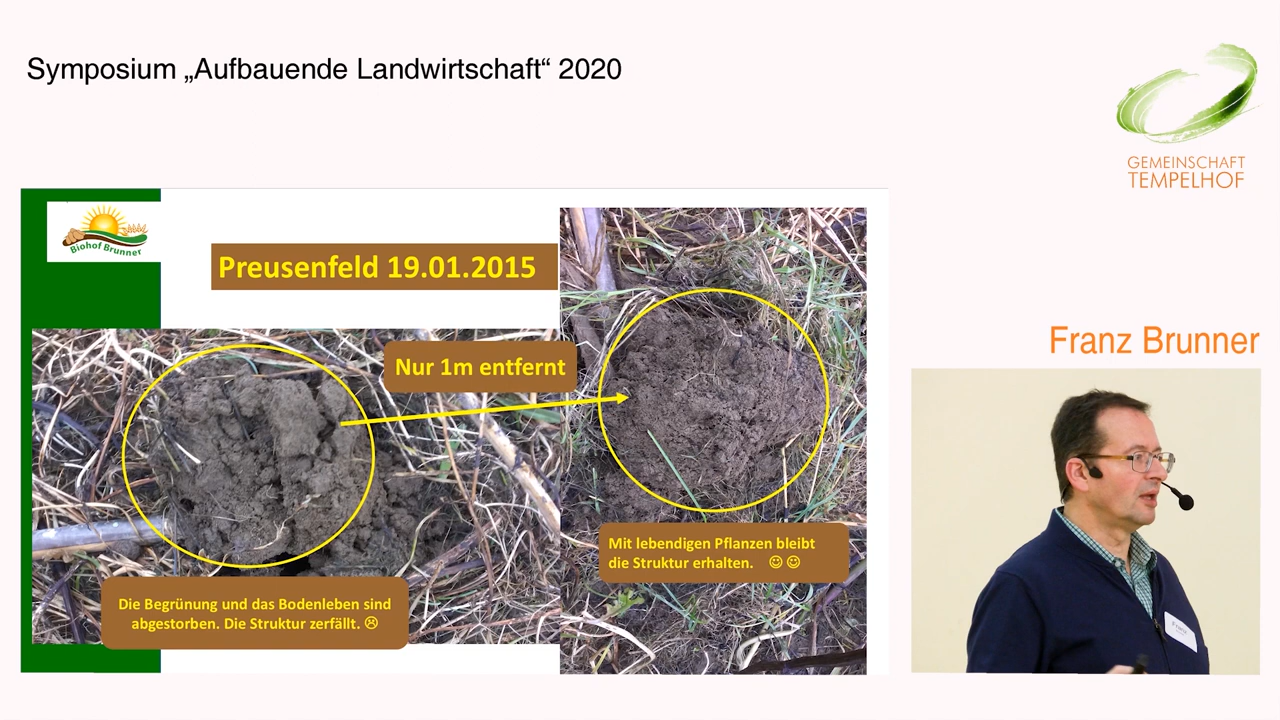 Symposium „Aufbauende Landwirtschaft“ 2020
GEMEINSCHAFT
TEMPELHOF
Biohof Brunner
Preusenfeld 19.01.2015
Nur 1m entfernt
Franz Brunner
Mit lebendigen Pflanzen bleibt
die Struktur erhalten. ☺ ☺
Die Begrünung und das Bodenleben sind
abgestorben. Die Struktur zerfällt. ☹
Franz